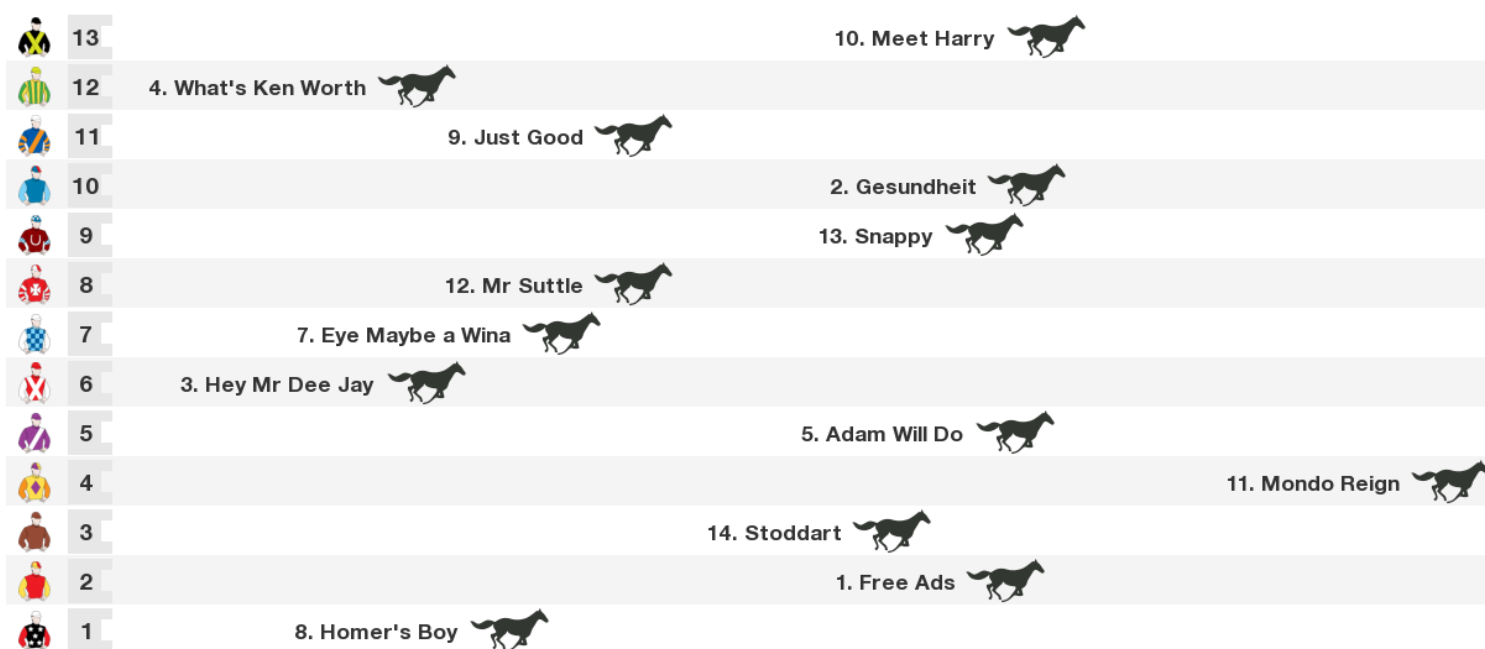 13 10. Meet Harry
12 4. What's Ken Worth
11 9. Just Good
10 2. Gesundheit
9 13. Snappy
8 12. Mr Suttle
7 7. Eye Maybe a Wina
6 3. Hey Mr Dee Jay
5 5. Adam Will Do
4 11. Mondo Reign
3 14. Stoddart
2 1. Free Ads
1 8. Homer's Boy